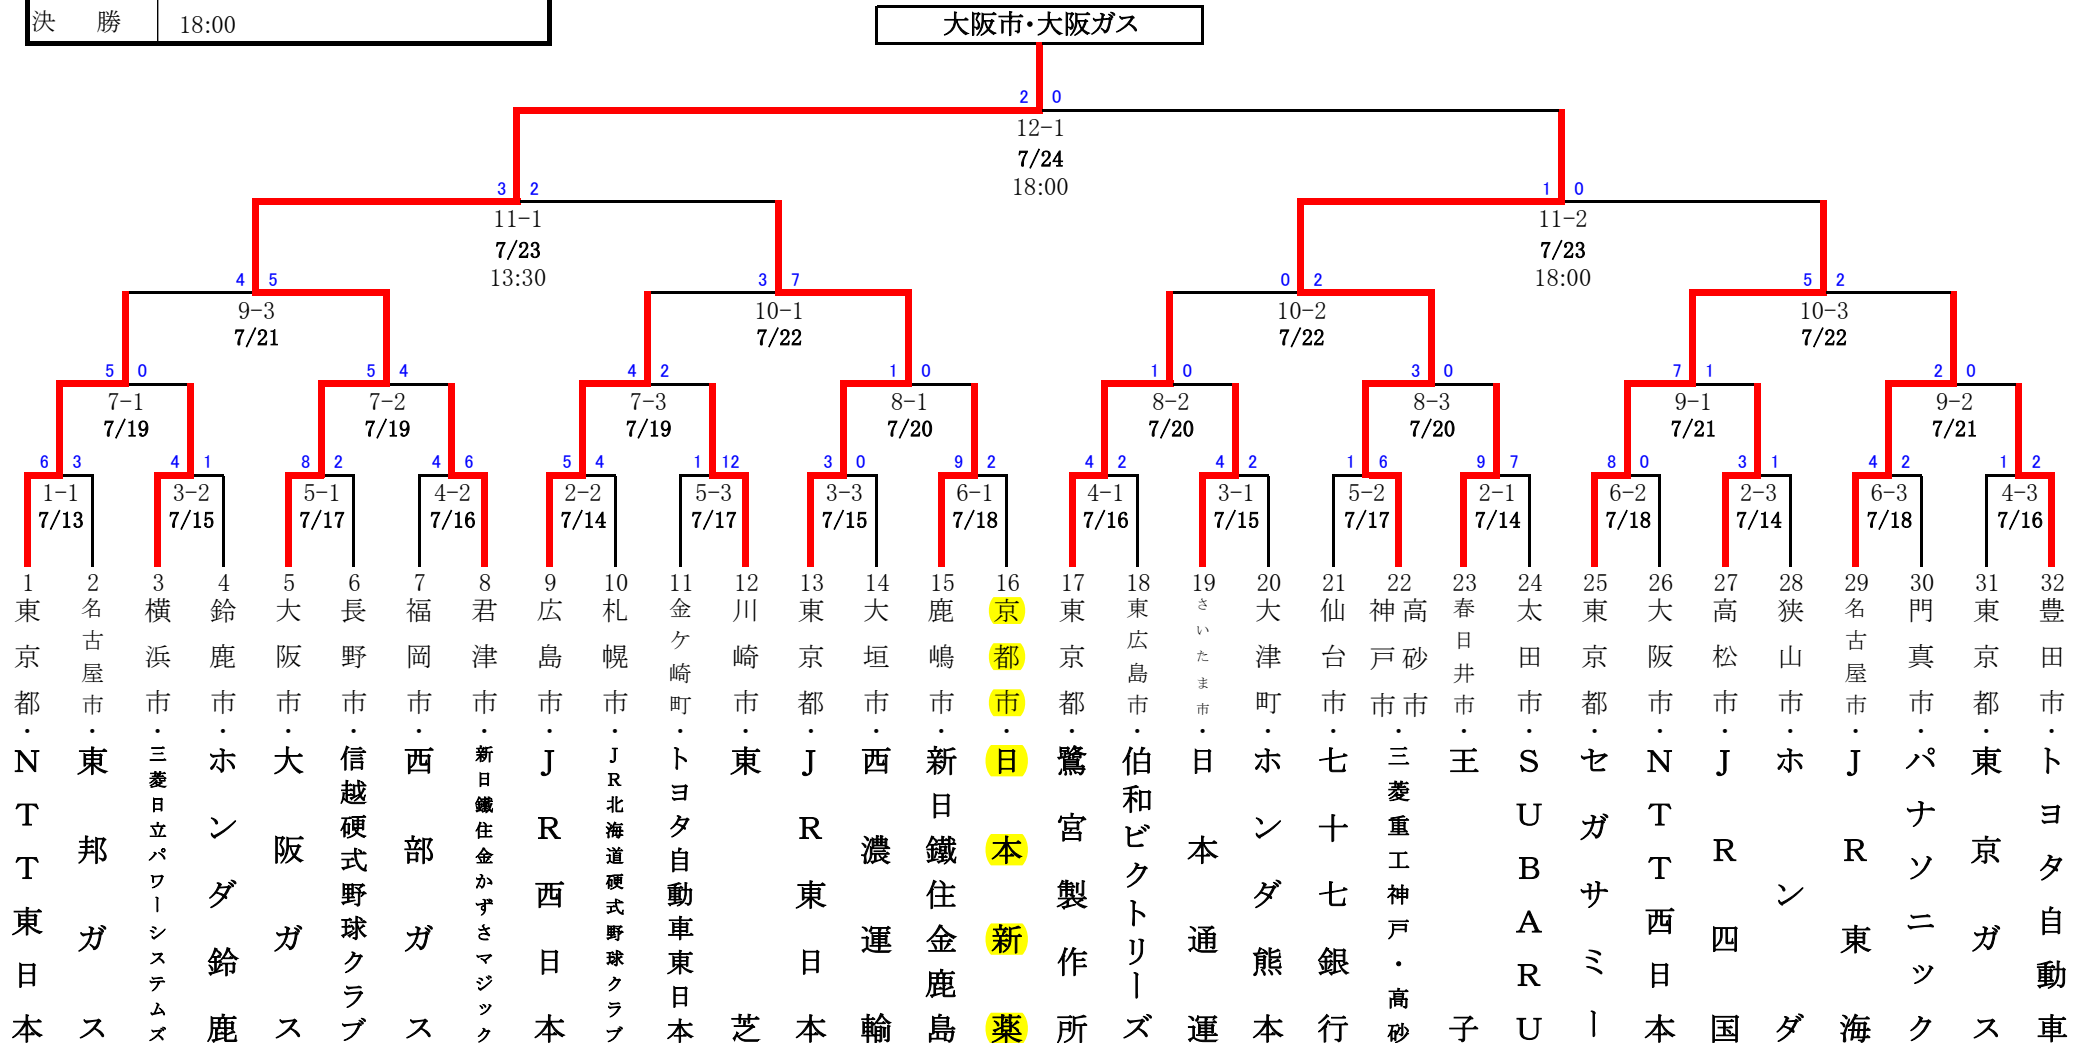 決　勝　18:00
大阪市・大阪ガス
2 0
12-1
7/24
18:00
3 2
11-1
7/23
13:30
1 0
11-2
7/23
18:00
4 5
9-3
7/21
3 7
10-1
7/22
0 2
10-2
7/22
5 2
10-3
7/22
5 0
7-1
7/19
5 4
7-2
7/19
4 2
7-3
7/19
1 0
8-1
7/20
1 0
8-2
7/20
3 0
8-3
7/20
7 1
9-1
7/21
2 0
9-2
7/21
6 3
1-1
7/13
4 1
3-2
7/15
8 2
5-1
7/17
4 6
4-2
7/16
5 4
2-2
7/14
1 12
5-3
7/17
3 0
3-3
7/15
9 2
6-1
7/18
4 2
4-1
7/16
4 2
3-1
7/15
1 6
5-2
7/17
9 7
2-1
7/14
8 0
6-2
7/18
3 1
2-3
7/14
4 2
6-3
7/18
1 2
4-3
7/16
1 東京都・NTT東日本
2 名古屋市・東邦ガス
3 横浜市・三菱日立パワーシステムズ
4 鈴鹿市・ホンダ鈴鹿
5 大阪市・大阪ガス
6 長野市・信越硬式野球クラブ
7 福岡市・西部ガス
8 君津市・新日鐵住金かずさマジック
9 広島市・JR西日本
10 札幌市・JR北海道硬式野球クラブ
11 金ケ崎町・トヨタ自動車東日本
12 川崎市・東芝
13 東京都・JR東日本
14 大垣市・西濃運輸
15 鹿嶋市・新日鐵住金鹿島
16 京都市・日本新薬
17 東京都・鷺宮製作所
18 東広島市・伯和ビクトリーズ
19 さいたま市・日本通運
20 大津町・ホンダ熊本
21 仙台市・七十七銀行
22 神戸市 高砂市・三菱重工神戸・高砂
23 春日井市・王子
24 太田市・SUBARU
25 東京都・セガサミー
26 大阪市・NTT西日本
27 高松市・JR四国
28 狭山市・ホンダ
29 名古屋市・JR東海
30 門真市・パナソニック
31 東京都・東京ガス
32 豊田市・トヨタ自動車